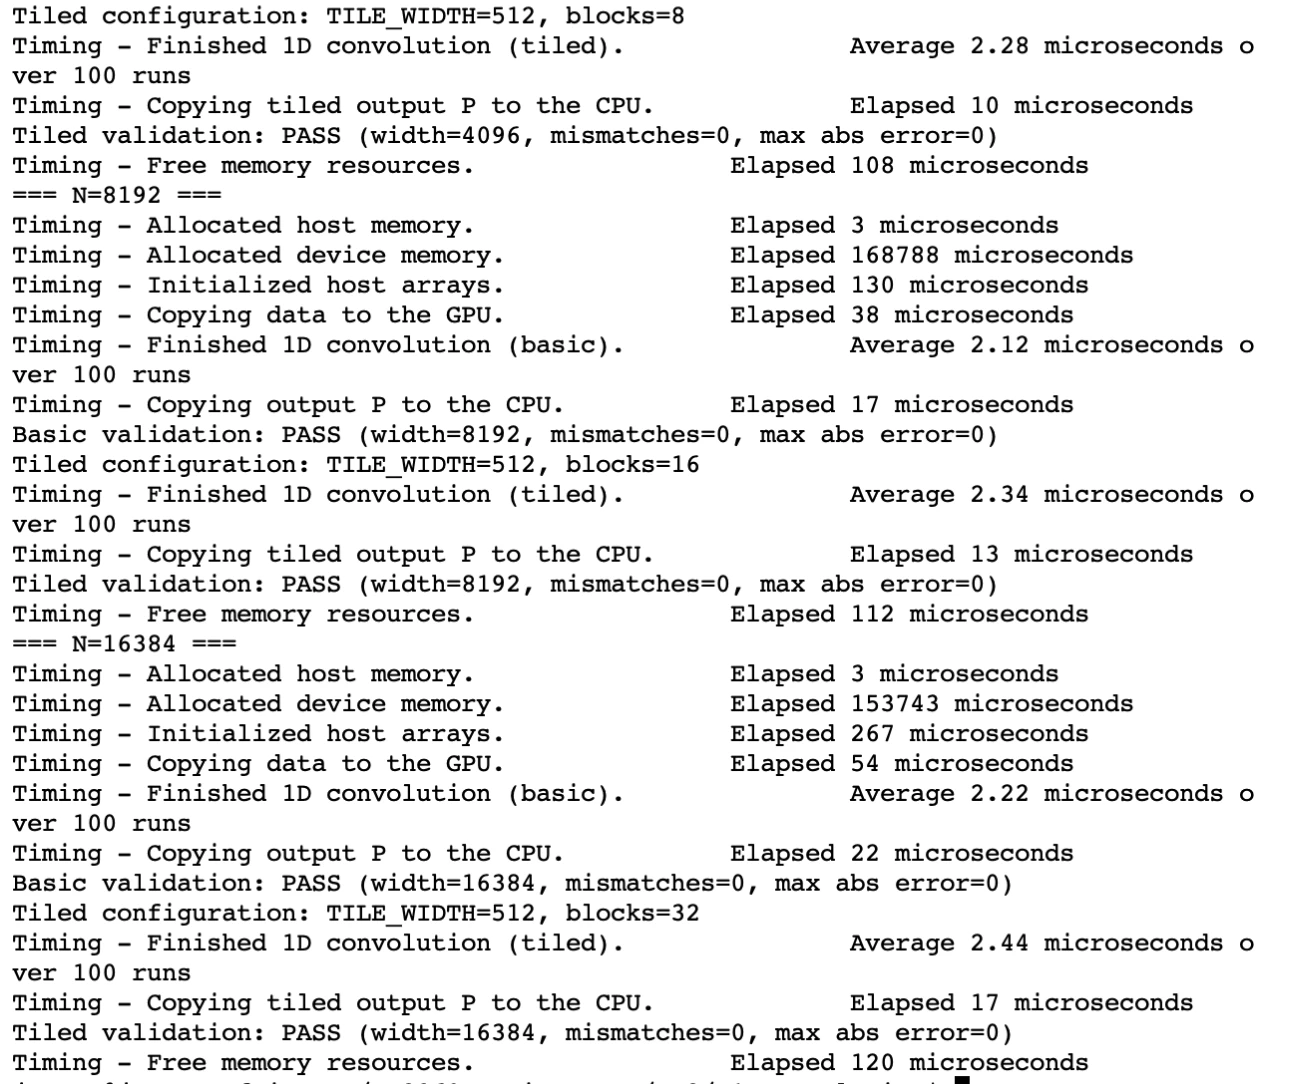 Tiled configuration: TILE_WIDTH=512, blocks=8
Timing – Finished 1D convolution (tiled). Average 2.28 microseconds o
ver 100 runs
Timing – Copying tiled output P to the CPU. Elapsed 10 microseconds
Tiled validation: PASS (width=4096, mismatches=0, max abs error=0)
Timing – Free memory resources. Elapsed 108 microseconds
=== N=8192 ===
Timing – Allocated host memory. Elapsed 3 microseconds
Timing – Allocated device memory. Elapsed 168788 microseconds
Timing – Initialized host arrays. Elapsed 130 microseconds
Timing – Copying data to the GPU. Elapsed 38 microseconds
Timing – Finished 1D convolution (basic). Average 2.12 microseconds o
ver 100 runs
Timing – Copying output P to the CPU. Elapsed 17 microseconds
Basic validation: PASS (width=8192, mismatches=0, max abs error=0)
Tiled configuration: TILE_WIDTH=512, blocks=16
Timing – Finished 1D convolution (tiled). Average 2.34 microseconds o
ver 100 runs
Timing – Copying tiled output P to the CPU. Elapsed 13 microseconds
Tiled validation: PASS (width=8192, mismatches=0, max abs error=0)
Timing – Free memory resources. Elapsed 112 microseconds
=== N=16384 ===
Timing – Allocated host memory. Elapsed 3 microseconds
Timing – Allocated device memory. Elapsed 153743 microseconds
Timing – Initialized host arrays. Elapsed 267 microseconds
Timing – Copying data to the GPU. Elapsed 54 microseconds
Timing – Finished 1D convolution (basic). Average 2.22 microseconds o
ver 100 runs
Timing – Copying output P to the CPU. Elapsed 22 microseconds
Basic validation: PASS (width=16384, mismatches=0, max abs error=0)
Tiled configuration: TILE_WIDTH=512, blocks=32
Timing – Finished 1D convolution (tiled). Average 2.44 microseconds o
ver 100 runs
Timing – Copying tiled output P to the CPU. Elapsed 17 microseconds
Tiled validation: PASS (width=16384, mismatches=0, max abs error=0)
Timing – Free memory resources. Elapsed 120 microseconds